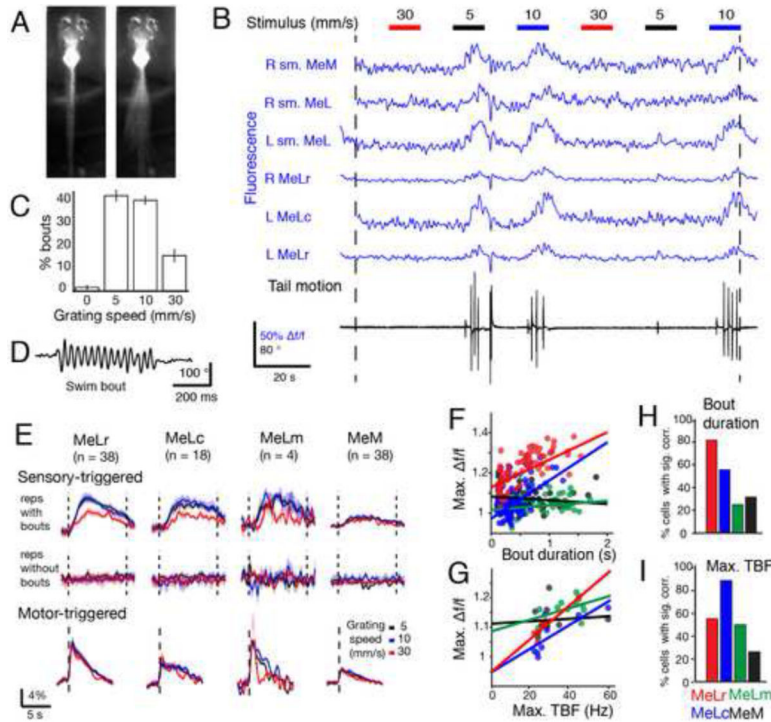 A
B
Stimulus (mm/s)
30 5 10 30 5 10
R sm. MeM
R sm. MeL
L sm. MeL
R MeLr
L MeLc
L MeLr
Fluorescence
Tail motion
50% Δf/f
80 °
20 s
C
% bouts
40
30
20
10
0
0 5 10 30
Grating speed (mm/s)
D
Swim bout
100 °
200 ms
E
MeLr MeLc MeLm MeM
(n = 38) (n = 18) (n = 4) (n = 38)
Sensory-triggered
reps
with
bouts
reps
without
bouts
Motor-triggered
Grating
speed
(mm/s)
5
10
30
4%
5 s
F
Max. Δf/f
1.4
1.2
1
0 1 2
Bout duration (s)
G
Max. Δf/f
1.2
1.1
1
0 20 40 60
Max. TBF (Hz)
H
Bout
duration
% cells with sig. corr.
100
80
60
40
20
0
I
Max. TBF
% cells with sig. corr.
100
80
60
40
20
0
MeLr MeLm
MeLc MeM